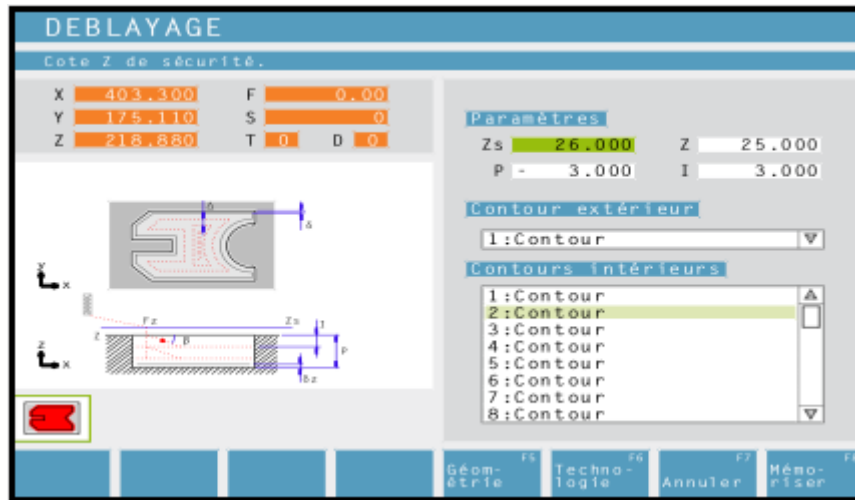 DEBLAYAGE
Cote Z de sécurité.
X 403.300 F 0.00
Y 175.110 S 0
Z 218.880 T 0 D 0
Paramètres
Zs 26.000 Z 25.000
P - 3.000 I 3.000
Contour extérieur
1:Contour
Contours intérieurs
1:Contour
2:Contour
3:Contour
4:Contour
5:Contour
6:Contour
7:Contour
8:Contour
Y
X
Z
X
Fz
Zs
I
Z
β
P
δz
δ
F5
Géom-
étrie
F6
Techno-
logie
F7
Annuler
Mémo-
riser